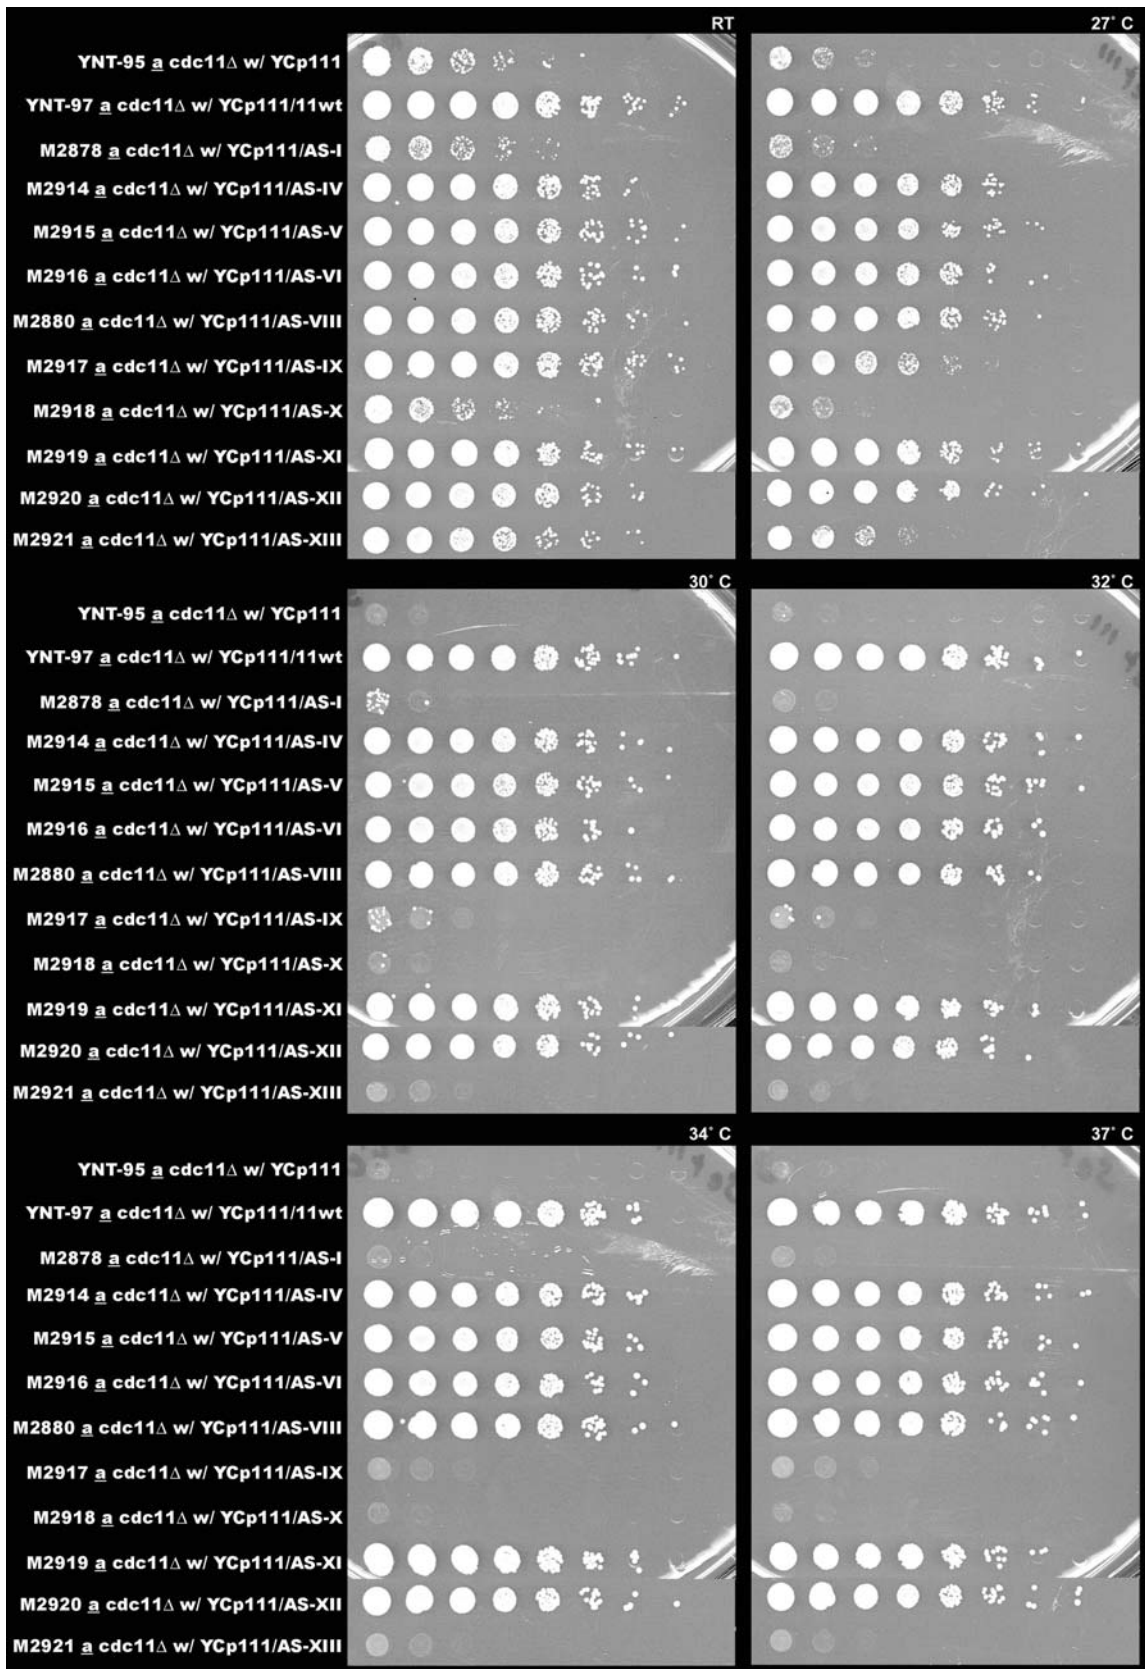 RT
27° C
YNT-95 a cdc11Δ w/ YCp111
YNT-97 a cdc11Δ w/ YCp111/11wt
M2878 a cdc11Δ w/ YCp111/AS-I
M2914 a cdc11Δ w/ YCp111/AS-IV
M2915 a cdc11Δ w/ YCp111/AS-V
M2916 a cdc11Δ w/ YCp111/AS-VI
M2880 a cdc11Δ w/ YCp111/AS-VIII
M2917 a cdc11Δ w/ YCp111/AS-IX
M2918 a cdc11Δ w/ YCp111/AS-X
M2919 a cdc11Δ w/ YCp111/AS-XI
M2920 a cdc11Δ w/ YCp111/AS-XII
M2921 a cdc11Δ w/ YCp111/AS-XIII
30° C
32° C
YNT-95 a cdc11Δ w/ YCp111
YNT-97 a cdc11Δ w/ YCp111/11wt
M2878 a cdc11Δ w/ YCp111/AS-I
M2914 a cdc11Δ w/ YCp111/AS-IV
M2915 a cdc11Δ w/ YCp111/AS-V
M2916 a cdc11Δ w/ YCp111/AS-VI
M2880 a cdc11Δ w/ YCp111/AS-VIII
M2917 a cdc11Δ w/ YCp111/AS-IX
M2918 a cdc11Δ w/ YCp111/AS-X
M2919 a cdc11Δ w/ YCp111/AS-XI
M2920 a cdc11Δ w/ YCp111/AS-XII
M2921 a cdc11Δ w/ YCp111/AS-XIII
34° C
37° C
YNT-95 a cdc11Δ w/ YCp111
YNT-97 a cdc11Δ w/ YCp111/11wt
M2878 a cdc11Δ w/ YCp111/AS-I
M2914 a cdc11Δ w/ YCp111/AS-IV
M2915 a cdc11Δ w/ YCp111/AS-V
M2916 a cdc11Δ w/ YCp111/AS-VI
M2880 a cdc11Δ w/ YCp111/AS-VIII
M2917 a cdc11Δ w/ YCp111/AS-IX
M2918 a cdc11Δ w/ YCp111/AS-X
M2919 a cdc11Δ w/ YCp111/AS-XI
M2920 a cdc11Δ w/ YCp111/AS-XII
M2921 a cdc11Δ w/ YCp111/AS-XIII